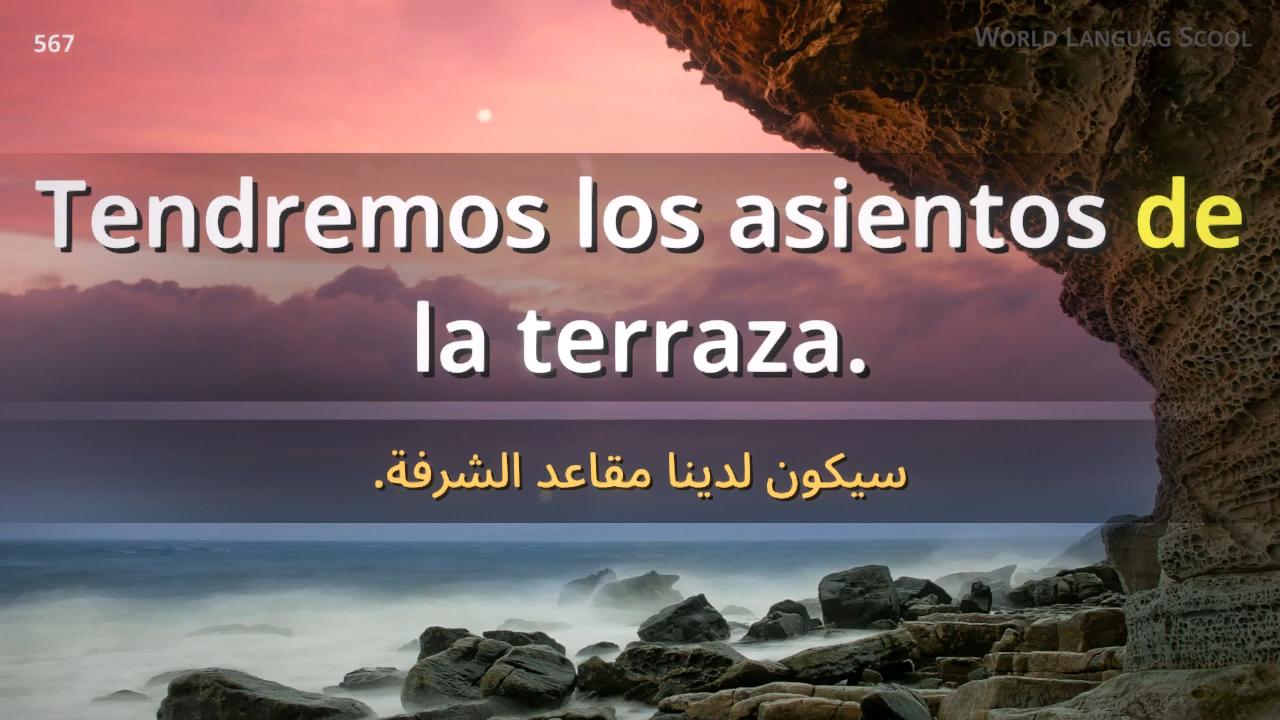 567
WORLD LANGUAG SCOOL
Tendremos los asientos de
la terraza.
سيكون لدينا مقاعد الشرفة.